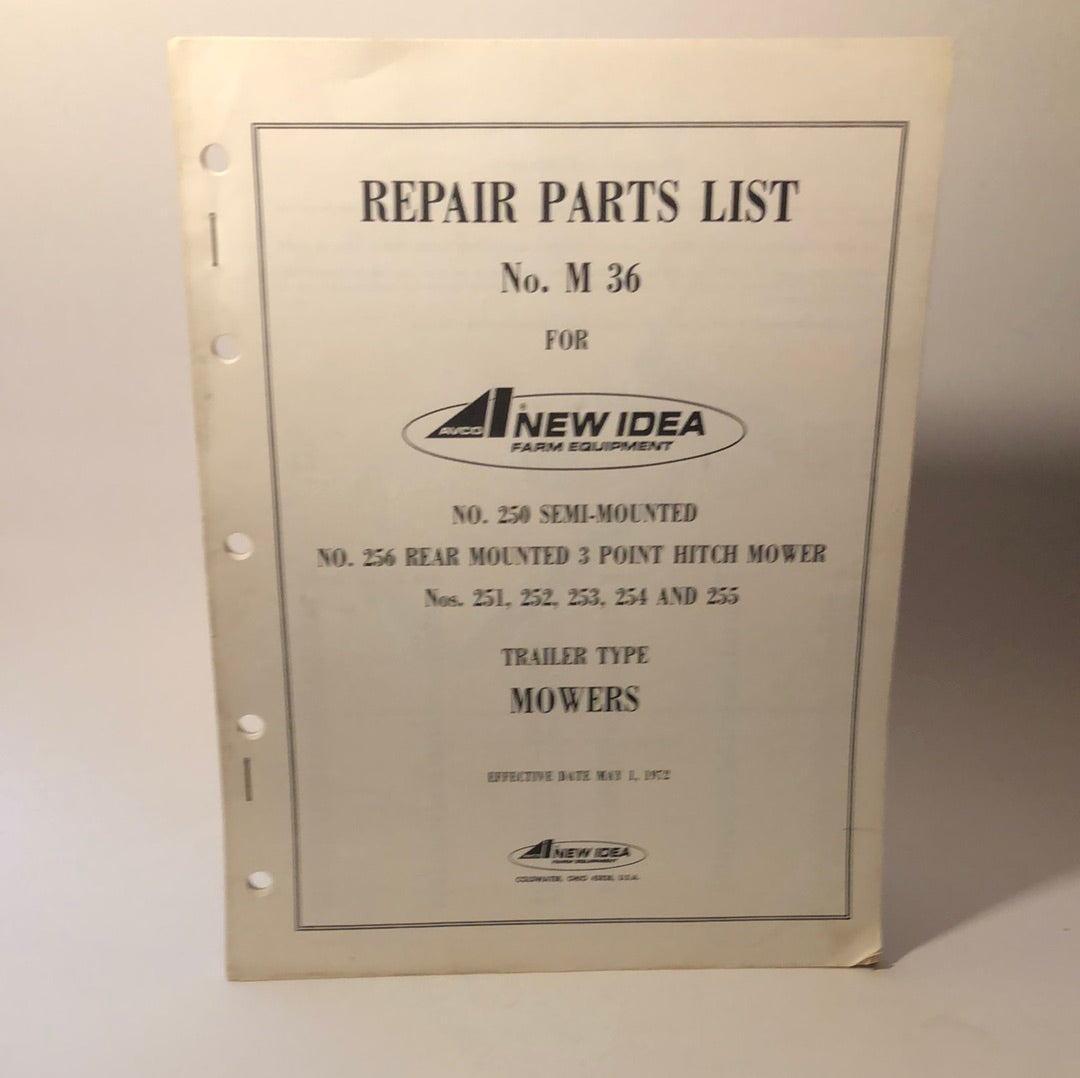 REPAIR PARTS LIST
No. M 36
FOR
AVCO NEW IDEA
FARM EQUIPMENT
NO. 250 SEMI-MOUNTED
NO. 256 REAR MOUNTED 3 POINT HITCH MOWER
Nos. 251, 252, 253, 254 AND 255
TRAILER TYPE
MOWERS
EFFECTIVE DATE MAY 1, 1972
NEW IDEA
FARM EQUIPMENT
COLDWATER, OHIO U.S.A.